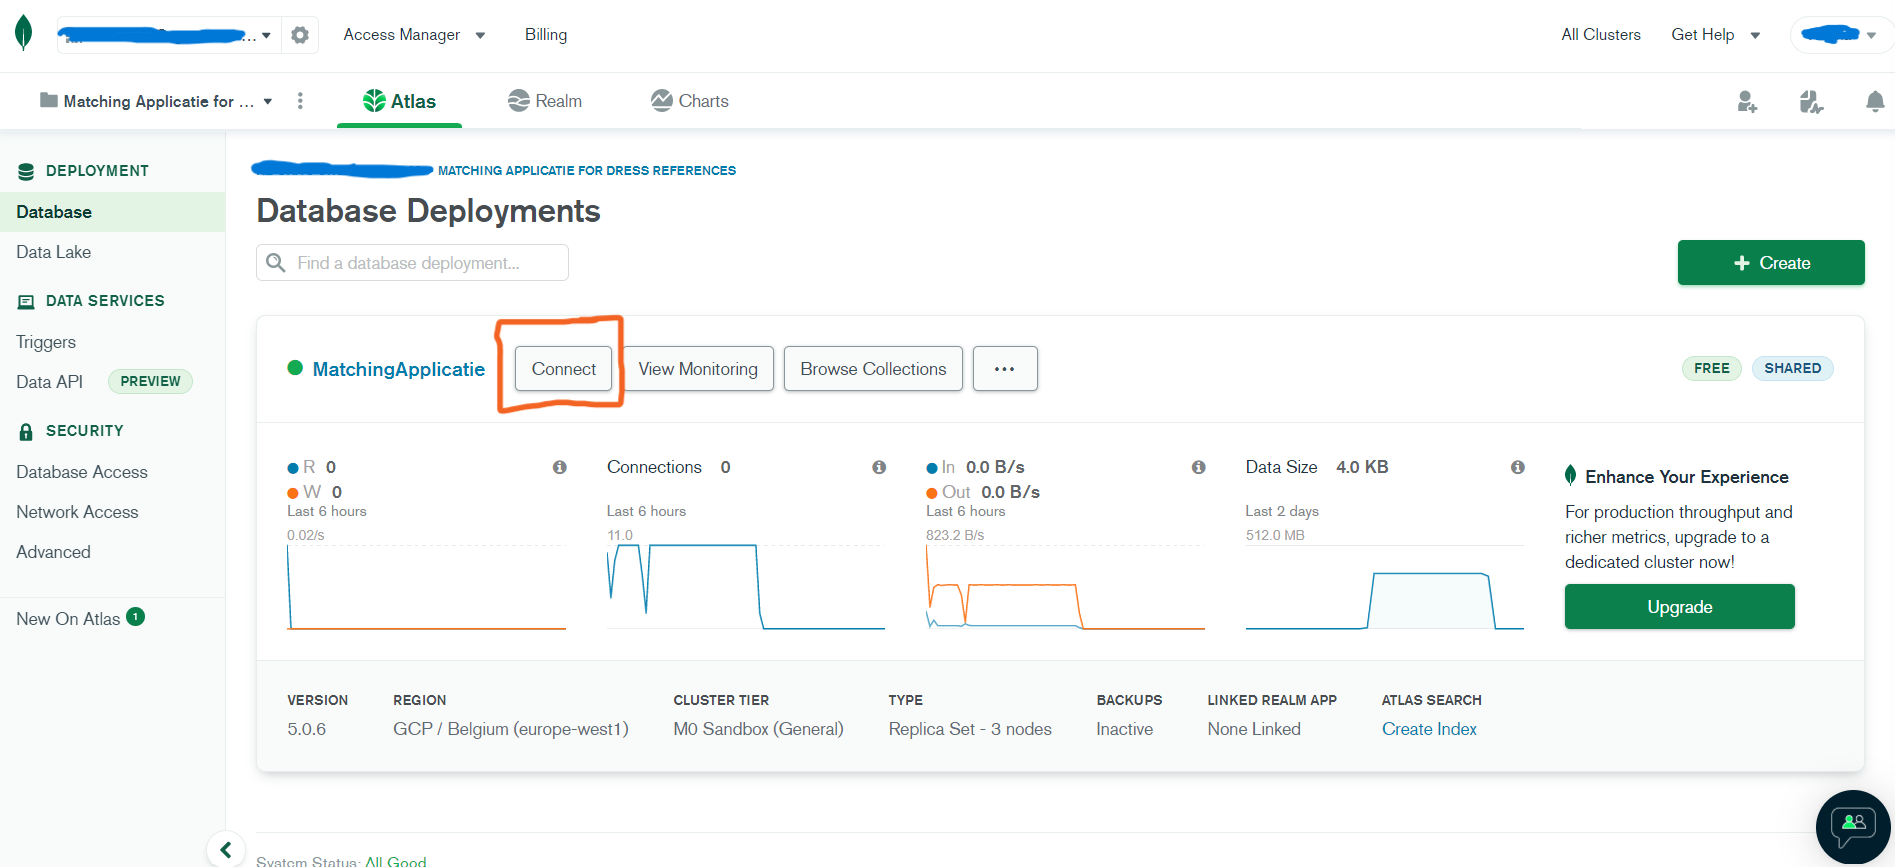 ...
Access Manager
Billing
All Clusters
Get Help
Matching Applicatie for ...
Atlas
Realm
Charts
DEPLOYMENT
Database
Data Lake
DATA SERVICES
Triggers
Data API PREVIEW
SECURITY
Database Access
Network Access
Advanced
New On Atlas 1
MATCHING APPLICATIE FOR DRESS REFERENCES
Database Deployments
Find a database deployment...
+ Create
MatchingApplicatie
Connect
View Monitoring
Browse Collections
...
FREE
SHARED
R 0
W 0
Last 6 hours
0.02/s
Connections 0
Last 6 hours
11.0
In 0.0 B/s
Out 0.0 B/s
Last 6 hours
823.2 B/s
Data Size 4.0 KB
Last 2 days
512.0 MB
Enhance Your Experience
For production throughput and
richer metrics, upgrade to a
dedicated cluster now!
Upgrade
VERSION
5.0.6
REGION
GCP / Belgium (europe-west1)
CLUSTER TIER
M0 Sandbox (General)
TYPE
Replica Set - 3 nodes
BACKUPS
Inactive
LINKED REALM APP
None Linked
ATLAS SEARCH
Create Index
System Status: All Good